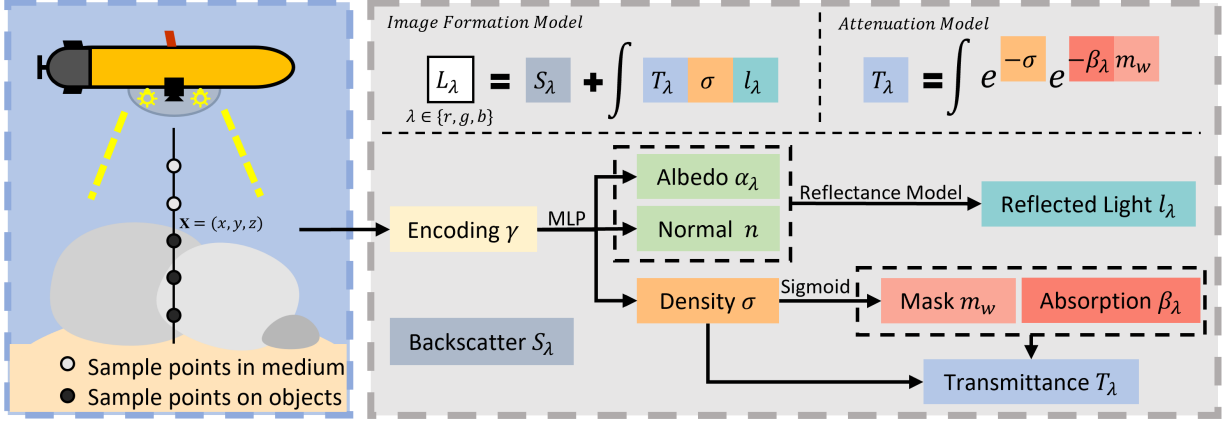 Image Formation Model
L_λ = S_λ + ∫ T_λ σ l_λ
λ ∈ {r, g, b}
Attenuation Model
T_λ = ∫ e^{-σ} e^{-β_λ m_w}
X = (x, y, z)
Sample points in medium
Sample points on objects
Encoding γ
MLP
Albedo α_λ
Normal n
Reflectance Model
Reflected Light l_λ
Density σ
Sigmoid
Mask m_w
Absorption β_λ
Backscatter S_λ
Transmittance T_λ